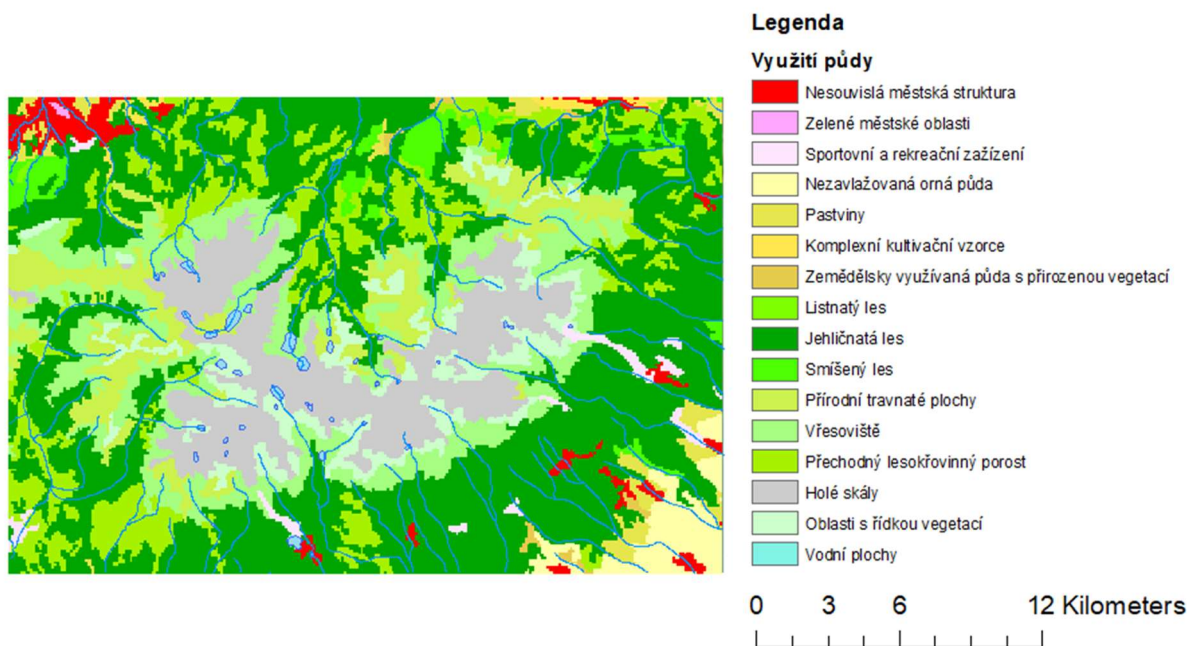 Legenda
Využití půdy
Nesouvislá městská struktura
Zelené městské oblasti
Sportovní a rekreační zažízení
Nezavlažovaná orná půda
Pastviny
Komplexní kultivační vzorce
Zemědělsky využívaná půda s přirozenou vegetací
Listnatý les
Jehličnatá les
Smíšený les
Přírodní travnaté plochy
Vřesoviště
Přechodný lesokřovinný porost
Holé skály
Oblasti s řídkou vegetací
Vodní plochy
0 3 6 12 Kilometers